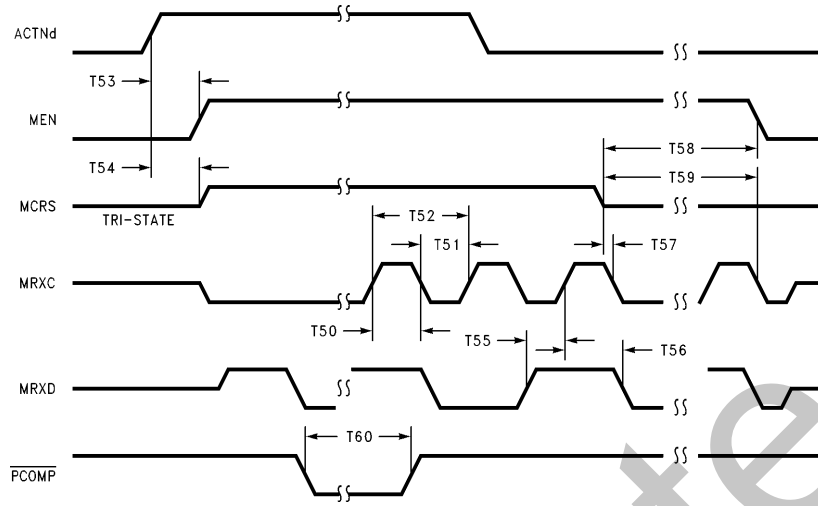 ACTNd
T53
MEN
T58
T54
T59
MCRS
TRI-STATE
T52
T51
T57
MRXC
T50
T55
T56
MRXD
T60
PCOMP